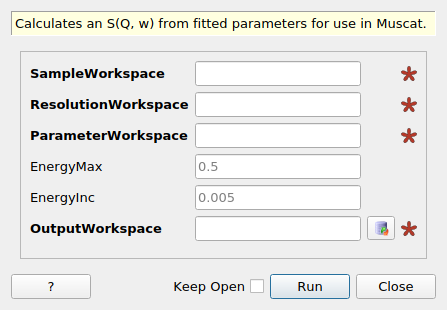 Calculates an S(Q, w) from fitted parameters for use in Muscat.
SampleWorkspace
ResolutionWorkspace
ParameterWorkspace
EnergyMax 0.5
EnergyInc 0.005
OutputWorkspace
? Keep Open Run Close